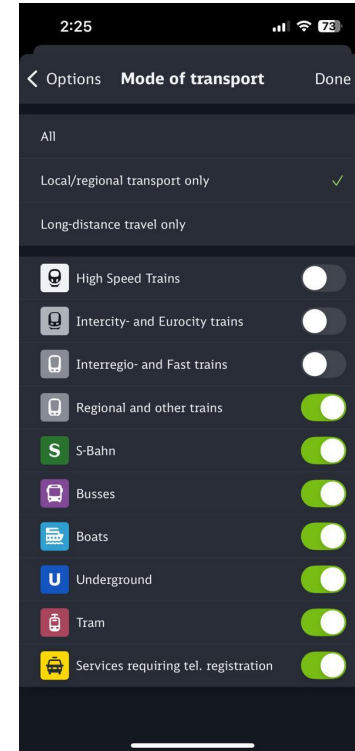 2:25 73
Options Mode of transport Done
All
Local/regional transport only
Long-distance travel only
High Speed Trains
Intercity- and Eurocity trains
Interregio- and Fast trains
Regional and other trains
S S-Bahn
Busses
Boats
U Underground
Tram
Services requiring tel. registration